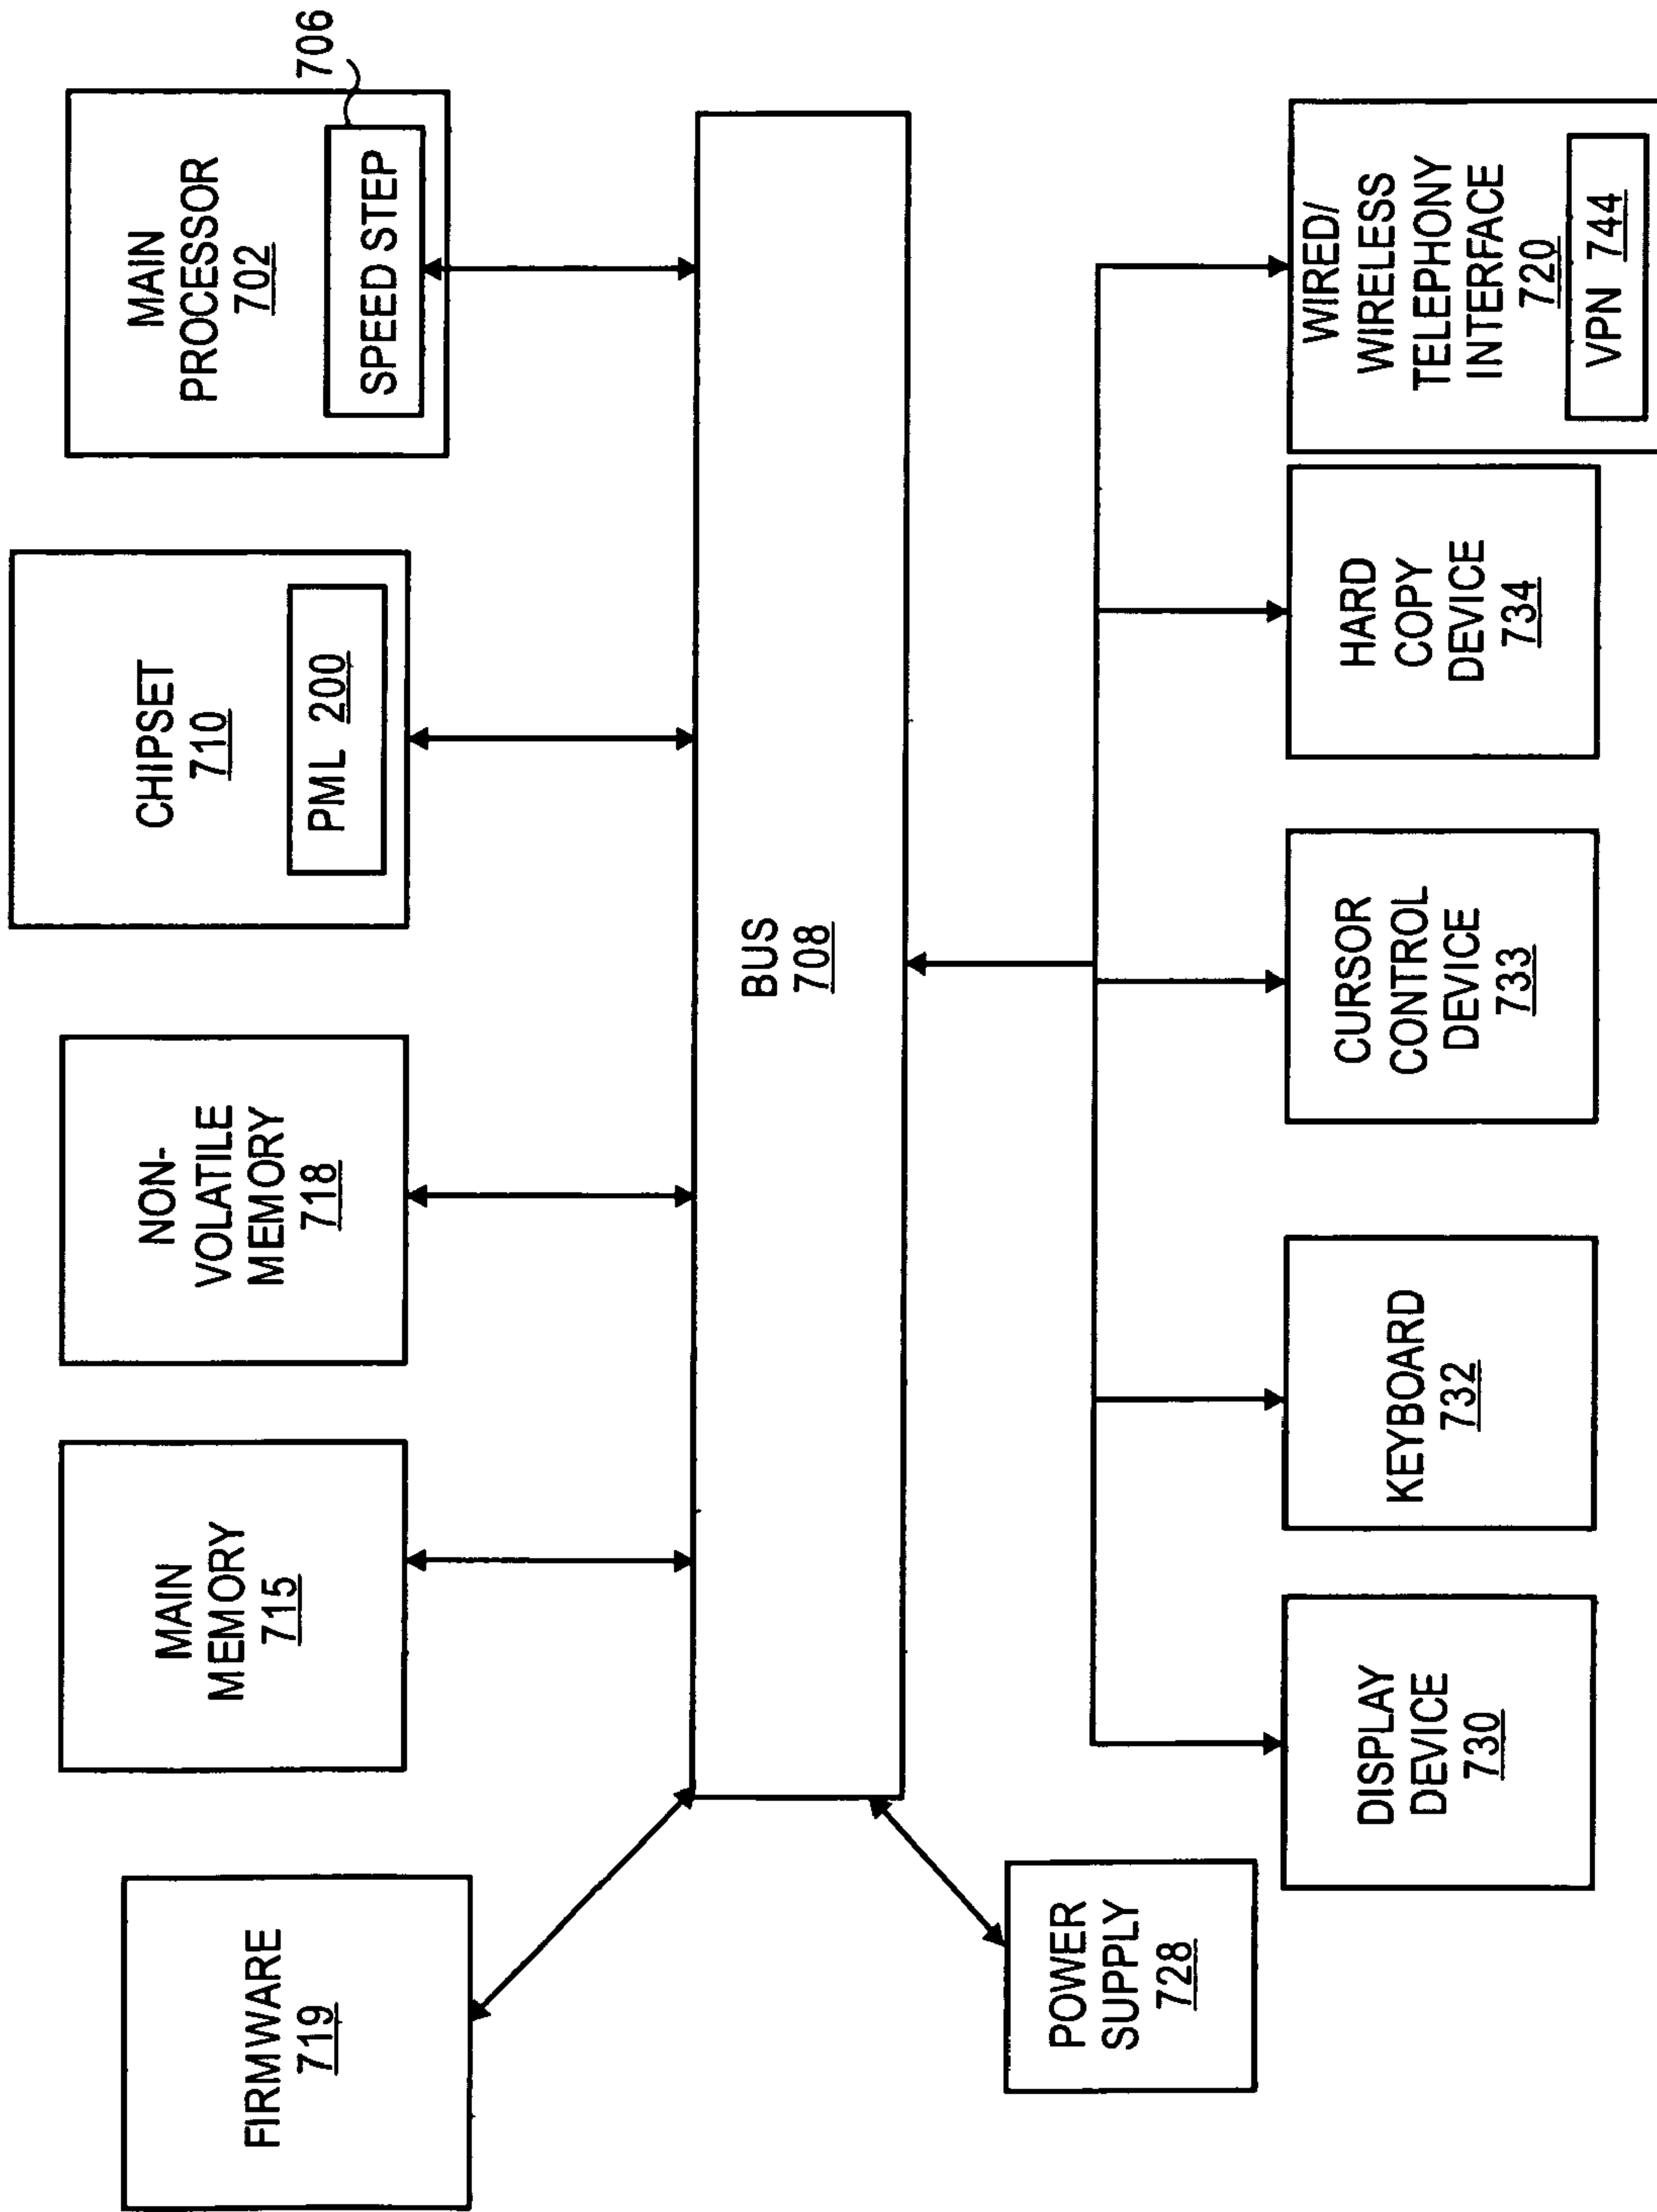 FIRMWARE
719
MAIN
MEMORY
715
NON-
VOLATILE
MEMORY
718
CHIPSET
710
PML 200
MAIN
PROCESSOR
702
SPEED STEP
706
BUS
708
POWER
SUPPLY
728
DISPLAY
DEVICE
730
KEYBOARD
732
CURSOR
CONTROL
DEVICE
733
HARD
COPY
DEVICE
734
WIRED/
WIRELESS
TELEPHONY
INTERFACE
720
VPN 744